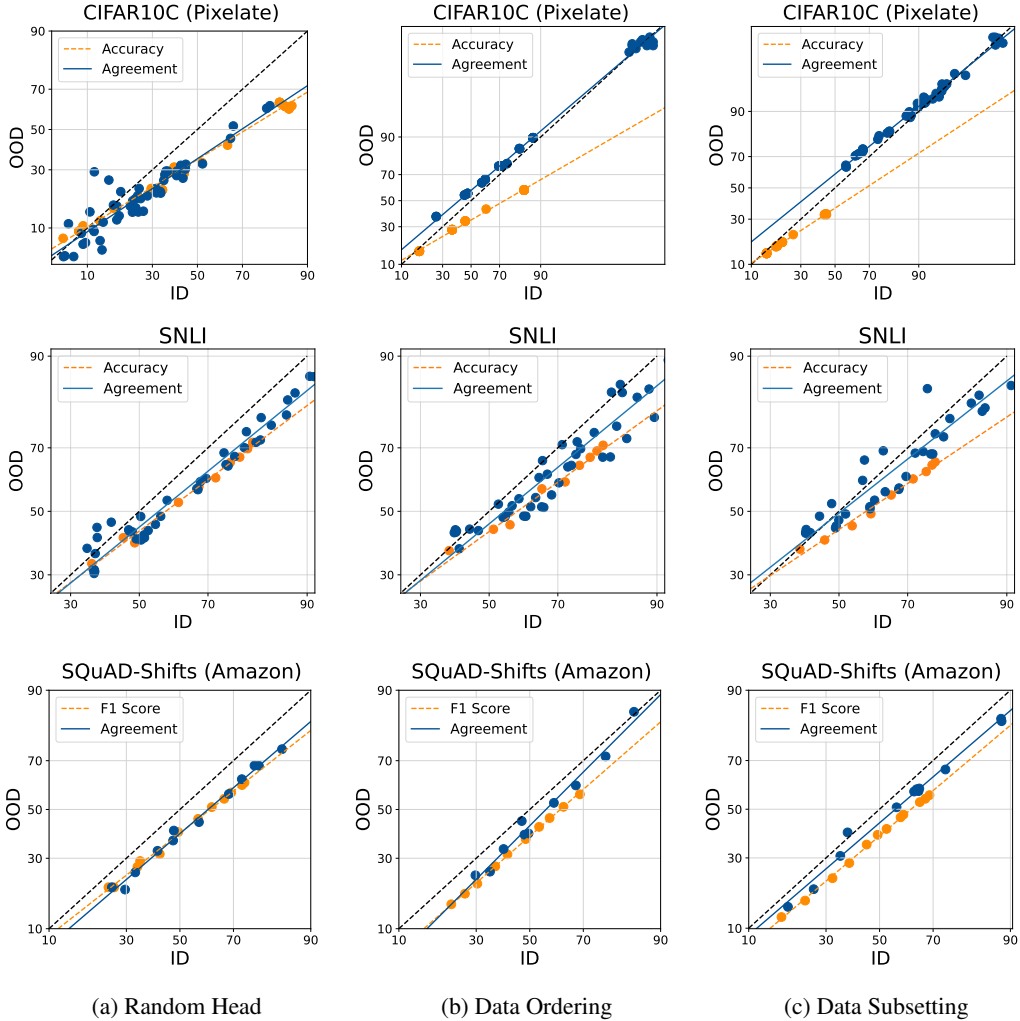 CIFAR10C (Pixelate) CIFAR10C (Pixelate) CIFAR10C (Pixelate)
90
70
50
30
10
OOD
Accuracy
Agreement
10 30 50 70 90
ID
90
70
50
30
10
OOD
Accuracy
Agreement
10 30 50 70 90
ID
90
70
50
30
10
OOD
Accuracy
Agreement
10 30 50 70 90
ID
SNLI SNLI SNLI
90
70
50
30
OOD
Accuracy
Agreement
30 50 70 90
ID
90
70
50
30
OOD
Accuracy
Agreement
30 50 70 90
ID
90
70
50
30
OOD
Accuracy
Agreement
30 50 70 90
ID
SQuAD-Shifts (Amazon) SQuAD-Shifts (Amazon) SQuAD-Shifts (Amazon)
90
70
50
30
10
OOD
F1 Score
Agreement
10 30 50 70 90
ID
90
70
50
30
10
OOD
F1 Score
Agreement
10 30 50 70 90
ID
90
70
50
30
10
OOD
F1 Score
Agreement
10 30 50 70 90
ID
(a) Random Head (b) Data Ordering (c) Data Subsetting